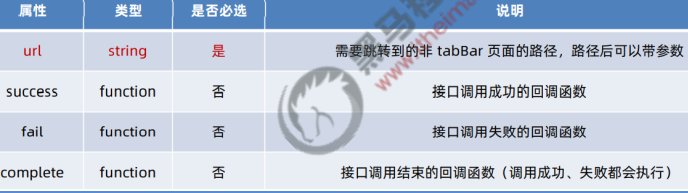 属性 类型 是否必选 说明
url string 是 需要跳转到的非 tabBar 页面的路径，路径后可以带参数
success function 否 接口调用成功的回调函数
fail function 否 接口调用失败的回调函数
complete function 否 接口调用结束的回调函数（调用成功、失败都会执行）